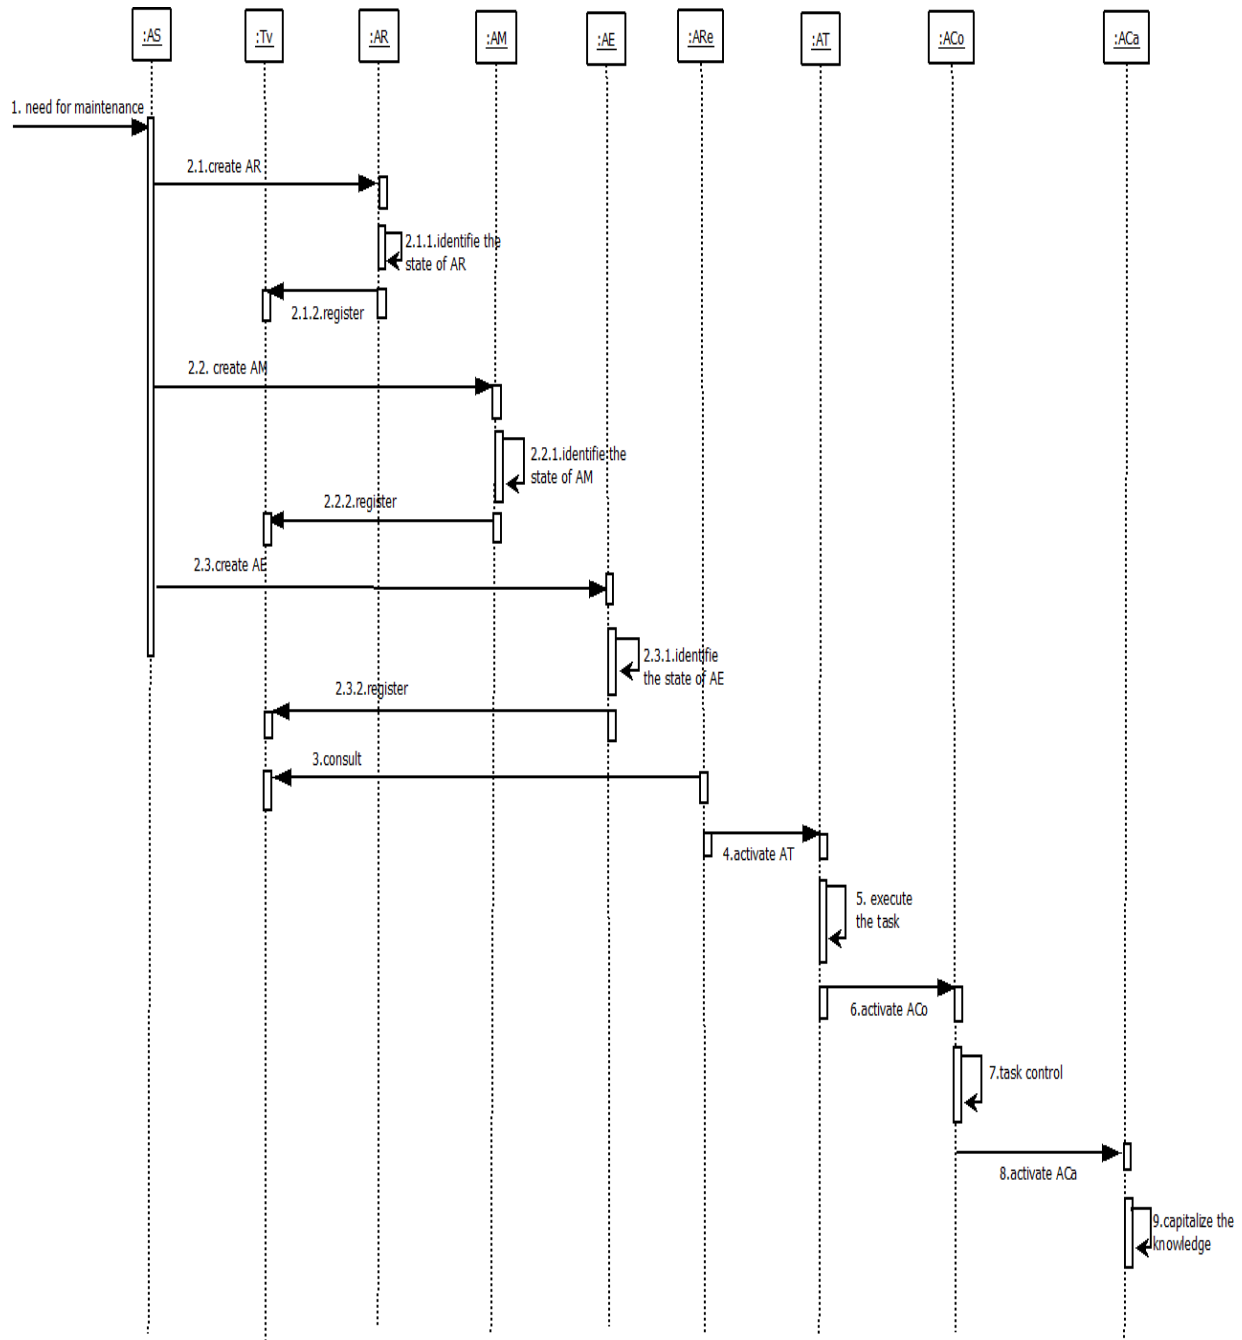 :AS
:Tv
:AR
:AM
:AE
:ARe
:AT
:ACo
:ACa
1. need for maintenance
2.1.create AR
2.1.1.identifie the
state of AR
2.1.2.register
2.2. create AM
2.2.1.identifie the
state of AM
2.2.2.register
2.3.create AE
2.3.1.identifie
the state of AE
2.3.2.register
3.consult
4.activate AT
5. execute
the task
6.activate ACo
7.task control
8.activate ACa
9.capitalize the
knowledge